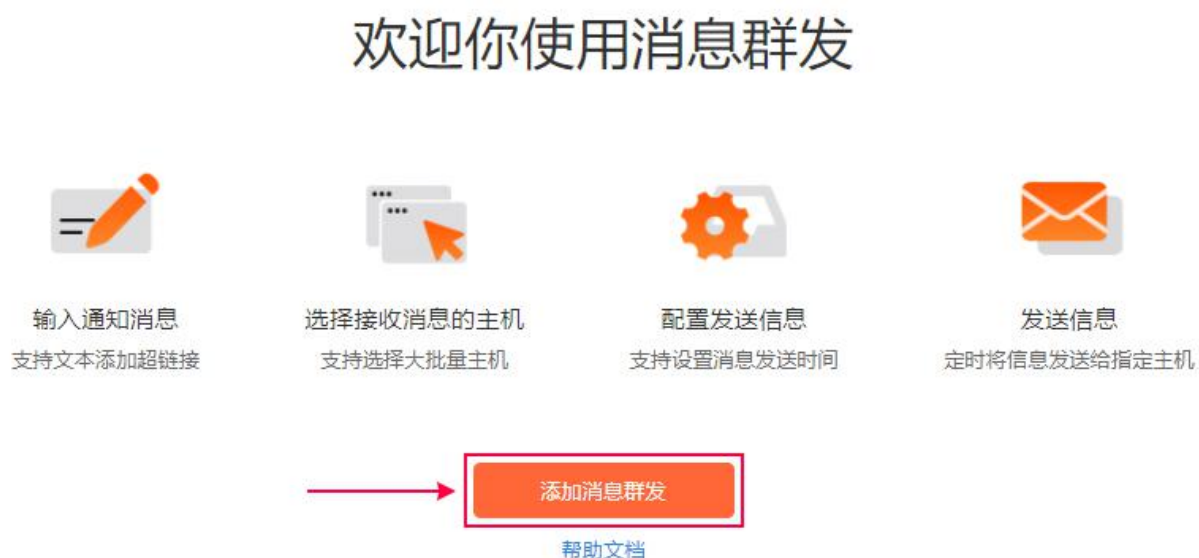 欢迎你使用消息群发
输入通知消息
选择接收消息的主机
配置发送信息
发送信息
支持文本添加超链接
支持选择大批量主机
支持设置消息发送时间
定时将信息发送给指定主机
添加消息群发
帮助文档